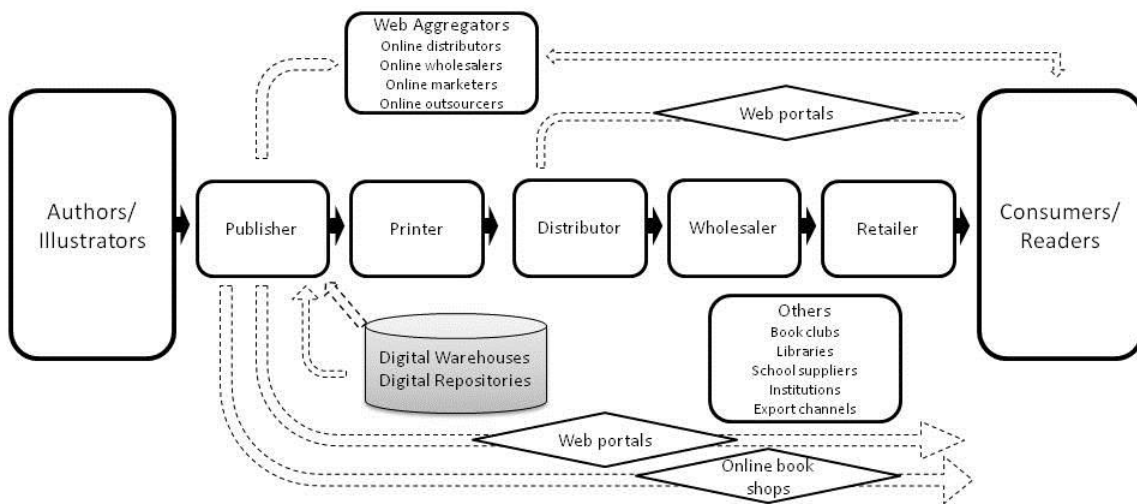 Web Aggregators
Online distributors
Online wholesalers
Online marketers
Online outsourcers
Web portals
Authors/
Illustrators
Publisher
Printer
Distributor
Wholesaler
Retailer
Consumers/
Readers
Digital Warehouses
Digital Repositories
Others
Book clubs
Libraries
School suppliers
Institutions
Export channels
Web portals
Online book
shops